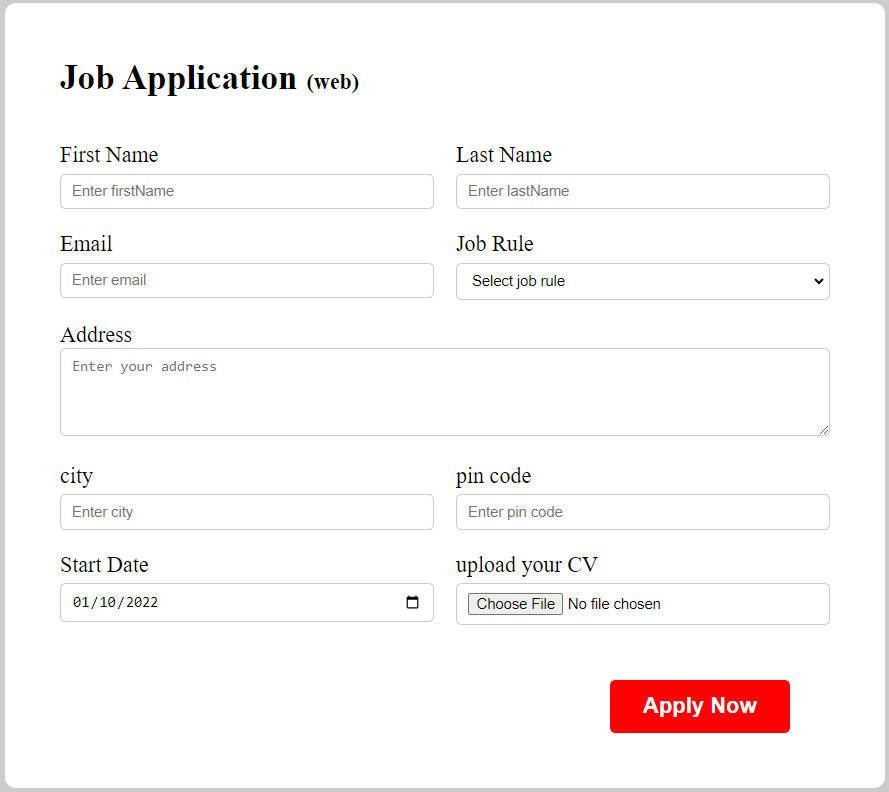 Job Application (web)
First Name Last Name
Enter firstName Enter lastName
Email Job Rule
Enter email Select job rule
Address
Enter your address
city pin code
Enter city Enter pin code
Start Date upload your CV
01/10/2022 Choose File No file chosen
Apply Now